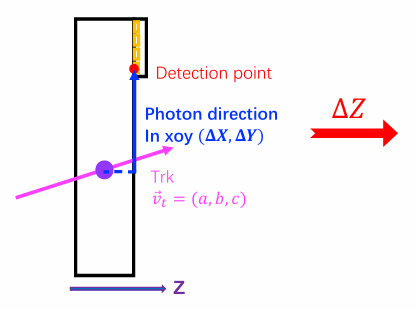 Detection point
ΔZ
Photon direction
In xoy (ΔX, ΔY)
Trk
v⃗ₜ = (a, b, c)
Z